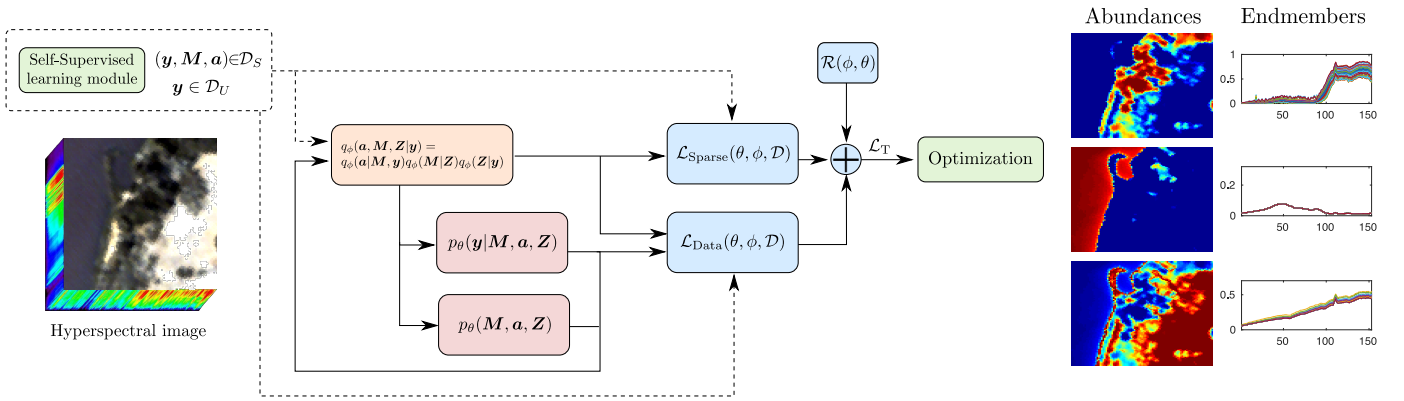 Self-Supervised
learning module
(y, M, a)∈𝒟_S
y ∈ 𝒟_U
Hyperspectral image
q_ϕ(a, M, Z|y) =
q_ϕ(a|M, y)q_ϕ(M|Z)q_ϕ(Z|y)
p_θ(y|M, a, Z)
p_θ(M, a, Z)
ℒ_Sparse(θ, ϕ, 𝒟)
ℒ_Data(θ, ϕ, 𝒟)
ℛ(ϕ, θ)
+
ℒ_T
Optimization
Abundances
Endmembers
1
0.5
0
50 100 150
0.2
0
50 100 150
0.5
0
50 100 150